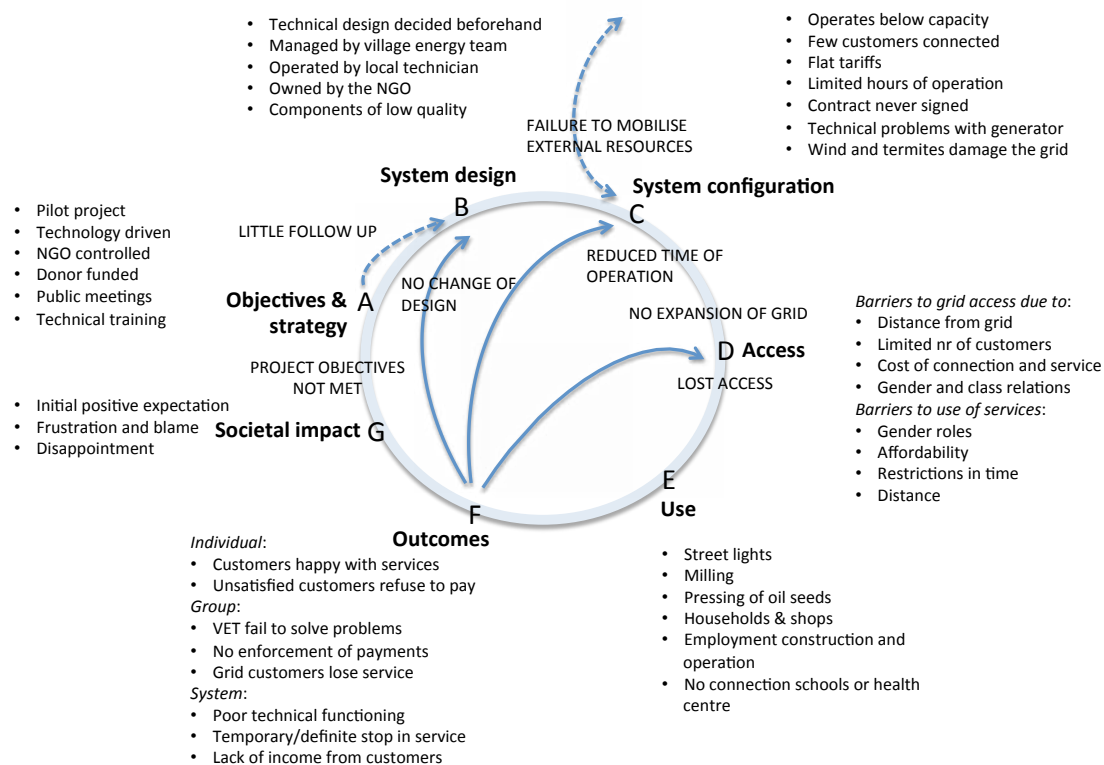 • Technical design decided beforehand
• Managed by village energy team
• Operated by local technician
• Owned by the NGO
• Components of low quality
• Operates below capacity
• Few customers connected
• Flat tariffs
• Limited hours of operation
• Contract never signed
• Technical problems with generator
• Wind and termites damage the grid
FAILURE TO MOBILISE
EXTERNAL RESOURCES
System design
B
System configuration
C
• Pilot project
• Technology driven
• NGO controlled
• Donor funded
• Public meetings
• Technical training
LITTLE FOLLOW UP
Objectives &
strategy
A
NO CHANGE OF
DESIGN
REDUCED TIME OF
OPERATION
NO EXPANSION OF GRID
D Access
LOST ACCESS
Barriers to grid access due to:
• Distance from grid
• Limited nr of customers
• Cost of connection and service
• Gender and class relations
Barriers to use of services:
• Gender roles
• Affordability
• Restrictions in time
• Distance
PROJECT OBJECTIVES
NOT MET
• Initial positive expectation
• Frustration and blame
• Disappointment
Societal impact G
E
Use
F
Outcomes
Individual:
• Customers happy with services
• Unsatisfied customers refuse to pay
Group:
• VET fail to solve problems
• No enforcement of payments
• Grid customers lose service
System:
• Poor technical functioning
• Temporary/definite stop in service
• Lack of income from customers
• Street lights
• Milling
• Pressing of oil seeds
• Households & shops
• Employment construction and
operation
• No connection schools or health
centre